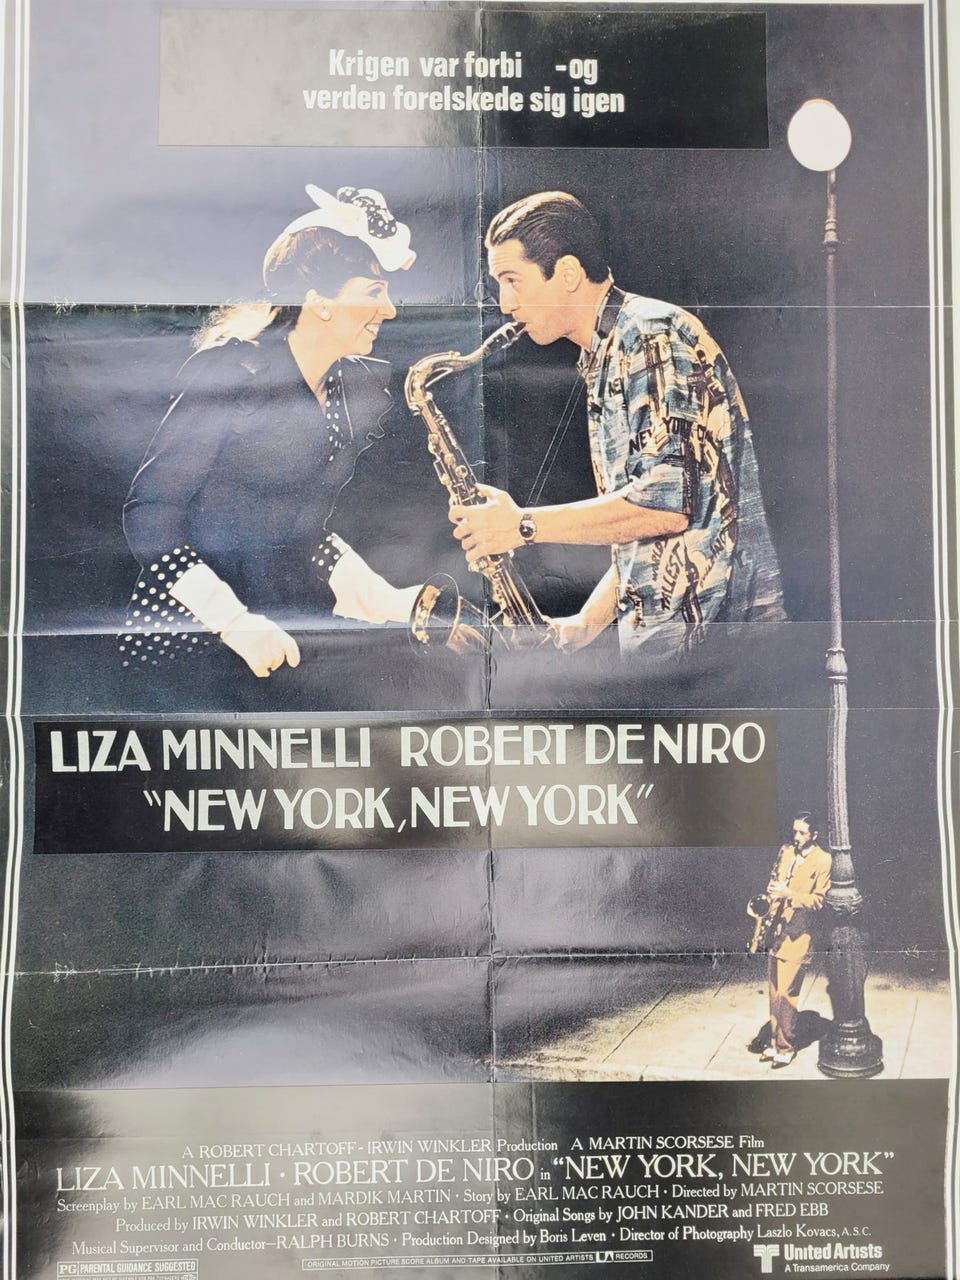 Krigen var forbi -og
verden forelskede sig igen
NEW YORK
TALLEST
LIZA MINNELLI ROBERT DE NIRO
"NEW YORK, NEW YORK"
A ROBERT CHARTOFF-IRWIN WINKLER Production A MARTIN SCORSESE Film
LIZA MINNELLI · ROBERT DE NIRO in "NEW YORK, NEW YORK"
Screenplay by EARL MAC RAUCH and MARDIK MARTIN · Story by EARL MAC RAUCH · Directed by MARTIN SCORSESE
Produced by IRWIN WINKLER and ROBERT CHARTOFF · Original Songs by JOHN KANDER and FRED EBB
Musical Supervisor and Conductor—RALPH BURNS · Production Designed by Boris Leven · Director of Photography Laszlo Kovacs, A.S.C.
PG PARENTAL GUIDANCE SUGGESTED
ORIGINAL MOTION PICTURE SCORE ALBUM AND TAPE AVAILABLE ON UNITED ARTISTS UA RECORDS
United Artists
A Transamerica Company